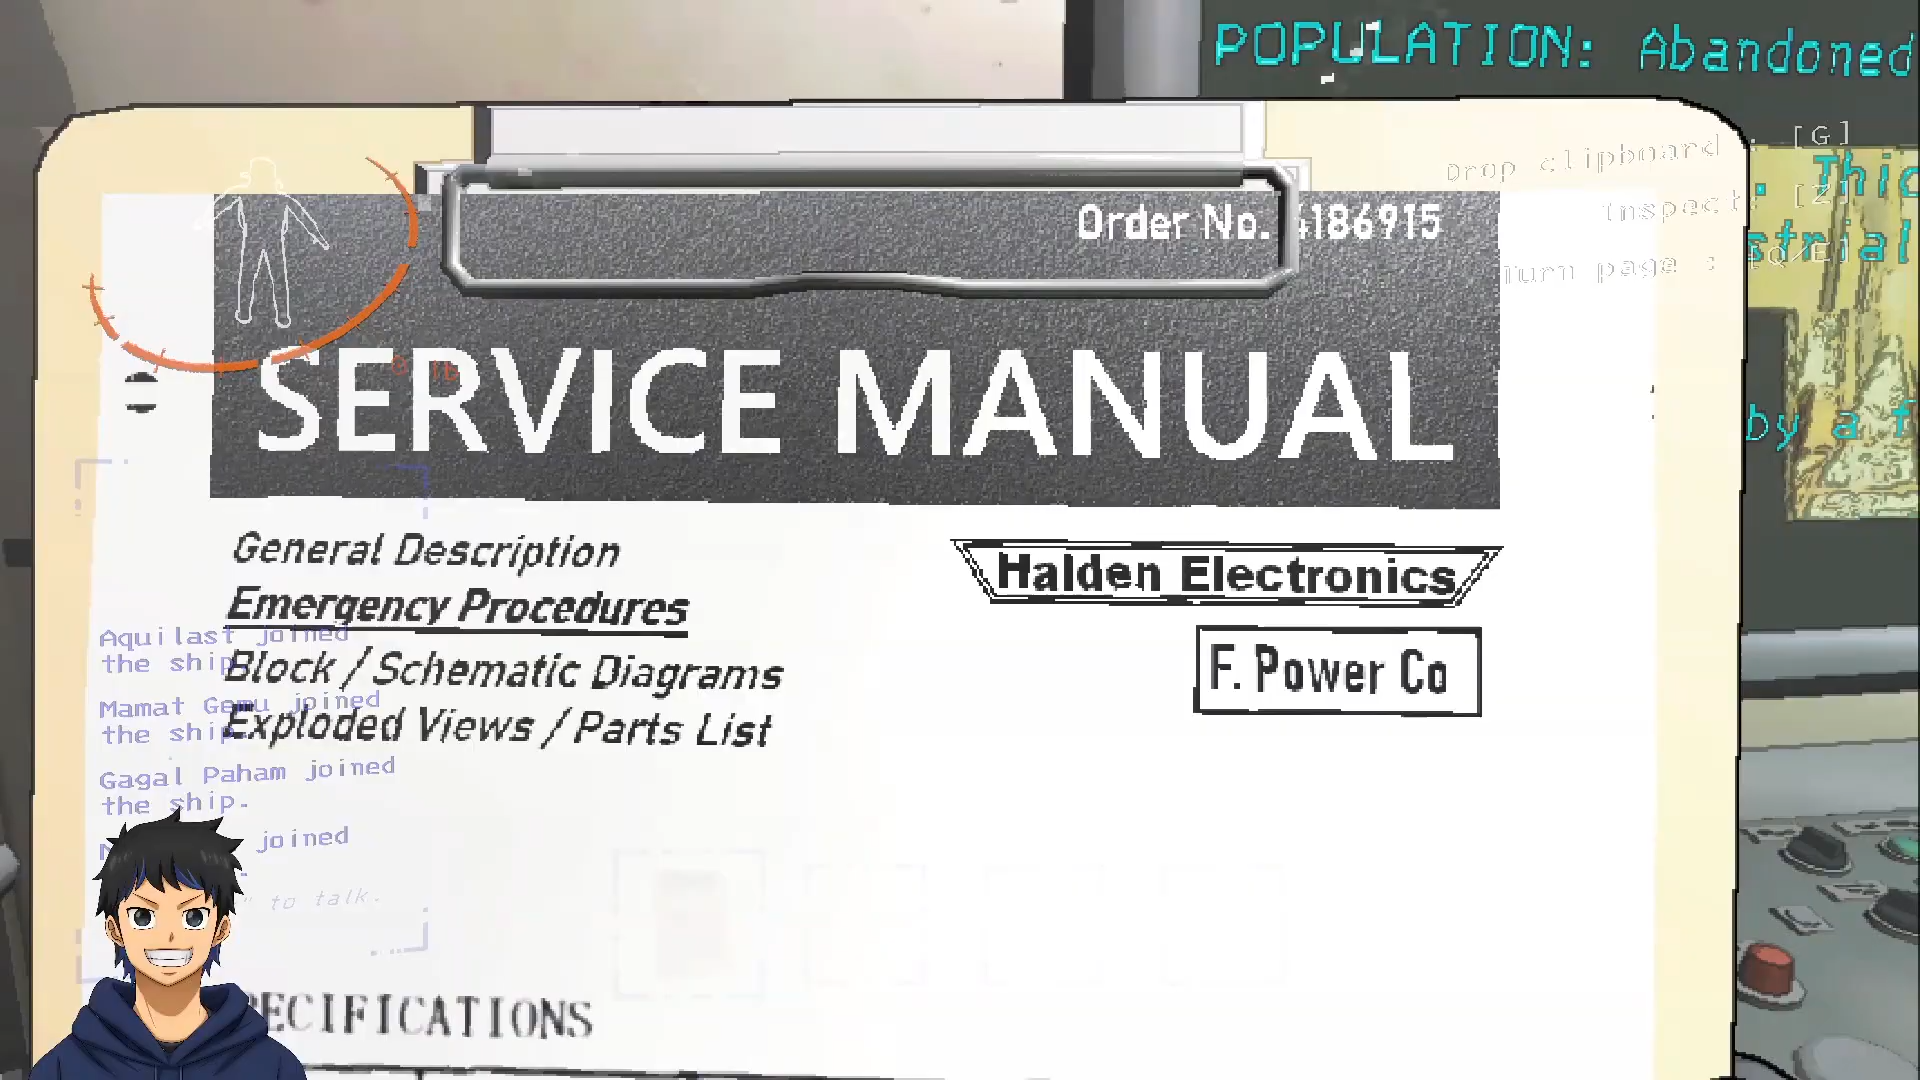 POPULATION: Abandoned
Drop clipboard : [G]
Inspect: [Z]
Turn page : [Q/E]
Order No.
SERVICE MANUAL
by a f
General Description
Emergency Procedures
Block / Schematic Diagrams
Exploded Views / Parts List
Halden Electronics
F. Power Co
Aquilast joined
the ship.
Mamat Gemu joined
the ship.
Gagal Paham joined
the ship.
joined
" to talk.